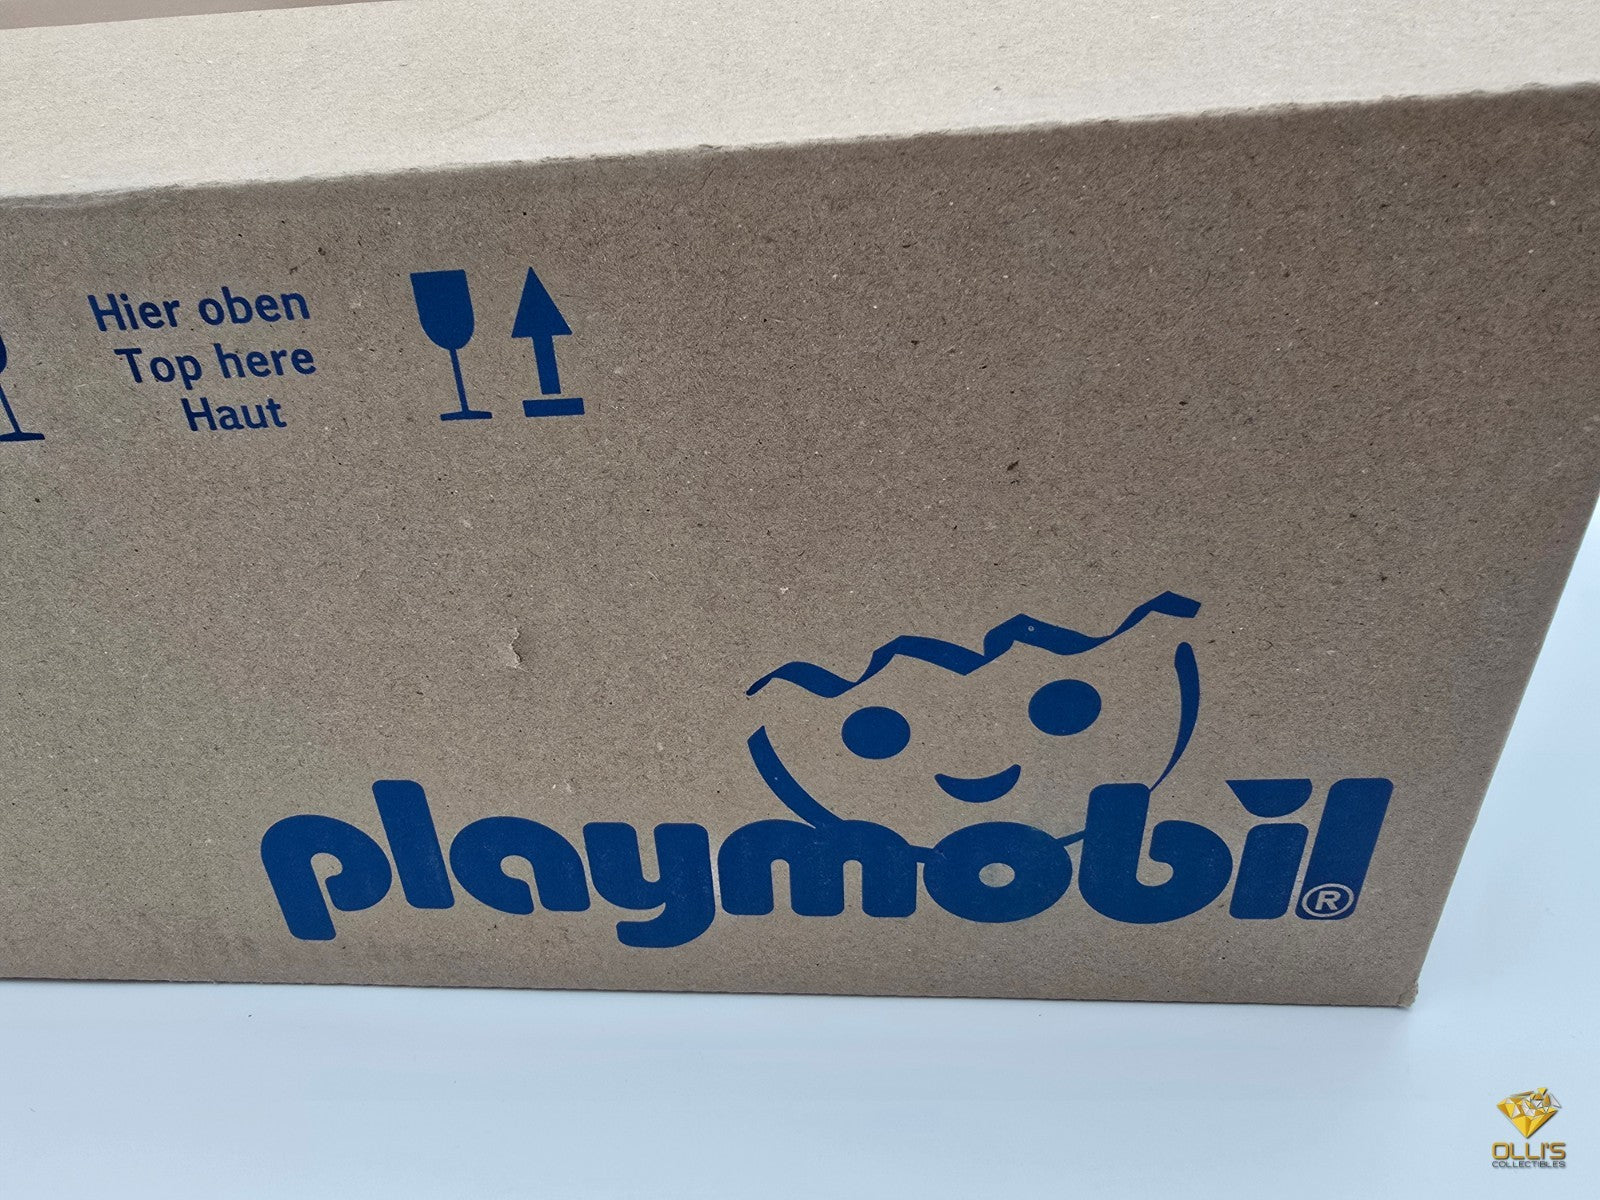 Hier oben
Top here
Haut
playmobil®
OLLI'S
COLLECTIBLES